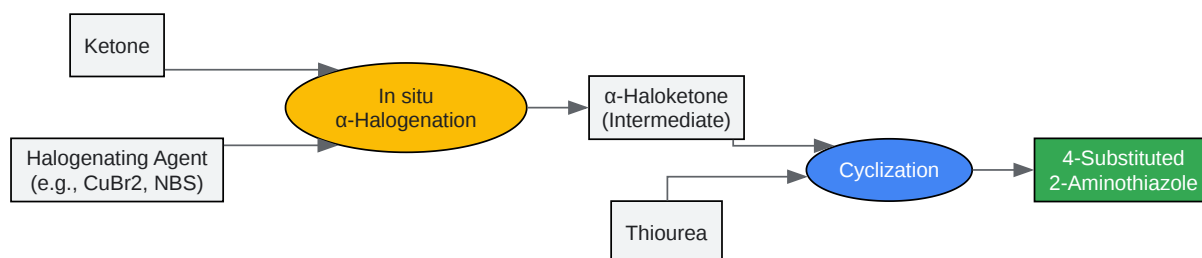 Ketone
Halogenating Agent
(e.g., CuBr2, NBS)
In situ
α-Halogenation
α-Haloketone
(Intermediate)
Thiourea
Cyclization
4-Substituted
2-Aminothiazole